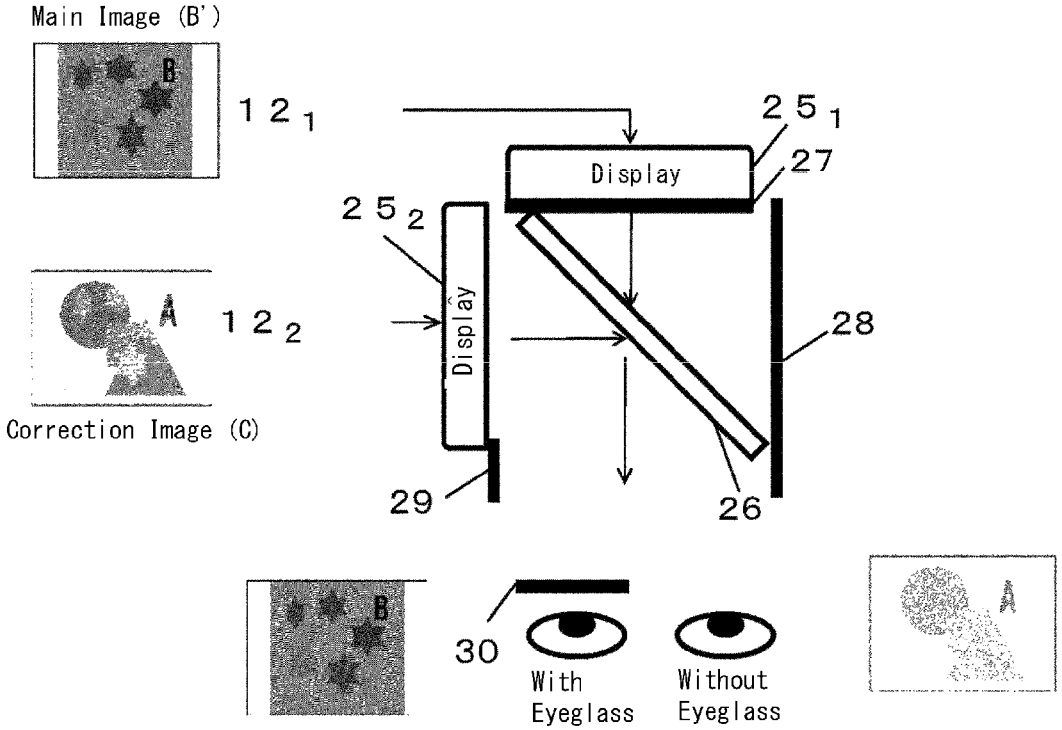 Main Image (B')
B
12₁
25₁
Display
27
25₂
A
12₂
Display
28
Correction Image (C)
29
26
B
30
A
With
Eyeglass
Without
Eyeglass